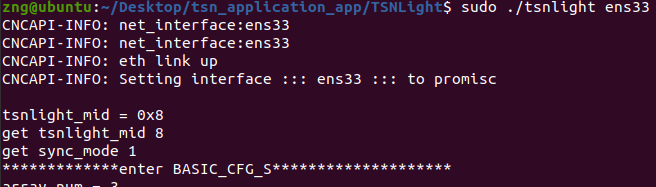 zng@ubuntu:~/Desktop/tsn_application_app/TSNLight$ sudo ./tsnlight ens33
CNCAPI-INFO: net_interface:ens33
CNCAPI-INFO: net_interface:ens33
CNCAPI-INFO: eth link up
CNCAPI-INFO: Setting interface ::: ens33 ::: to promisc
tsnlight_mid = 0x8
get tsnlight_mid 8
get sync_mode 1
*************enter BASIC_CFG_S********************